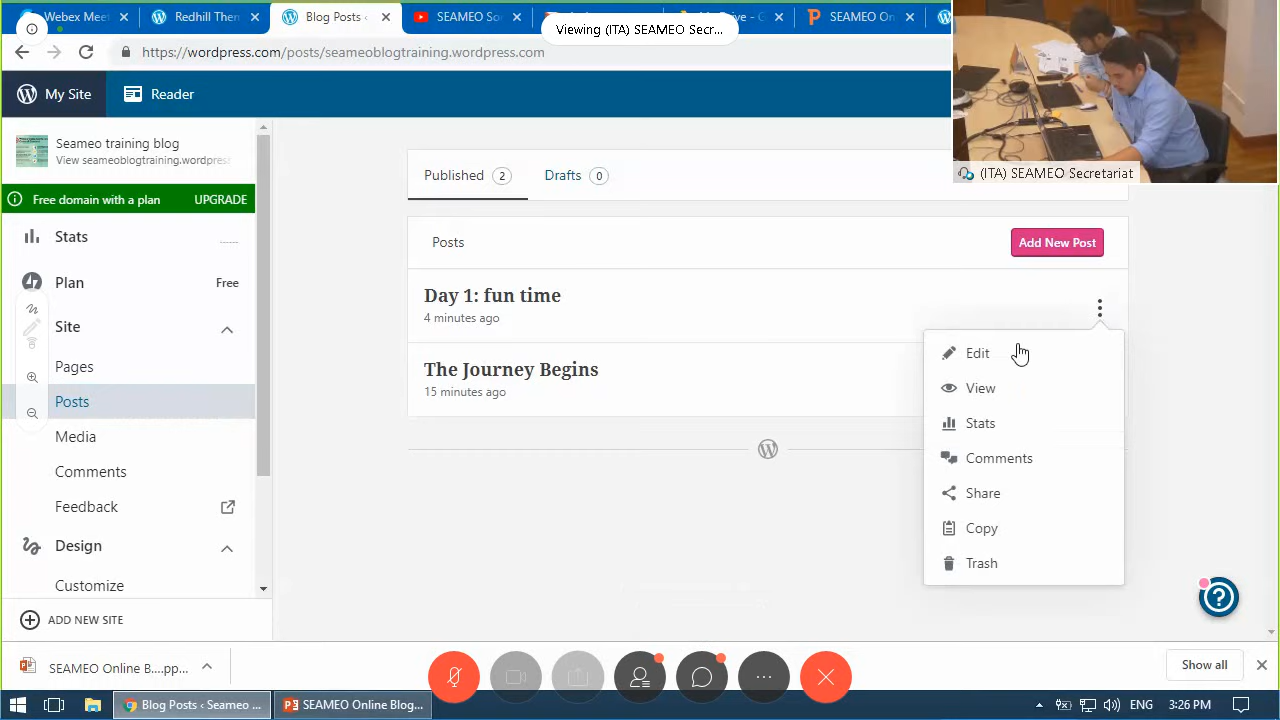 Webex Meet
Redhill Then
Blog Posts ‹
SEAMEO So
Drive - G
SEAMEO On
Viewing (ITA) SEAMEO Secr...
https://wordpress.com/posts/seameoblogtraining.wordpress.com
My Site
Reader
(ITA) SEAMEO Secretariat
Seameo training blog
View seameoblogtraining.wordpress
Free domain with a plan
UPGRADE
Stats
Plan
Free
Site
Pages
Posts
Media
Comments
Feedback
Design
Customize
ADD NEW SITE
Published 2
Drafts 0
Posts
Add New Post
Day 1: fun time
4 minutes ago
The Journey Begins
15 minutes ago
Edit
View
Stats
Comments
Share
Copy
Trash
SEAMEO Online B....pp...
Show all
Blog Posts ‹ Seameo ...
SEAMEO Online Blog...
ENG
3:26 PM